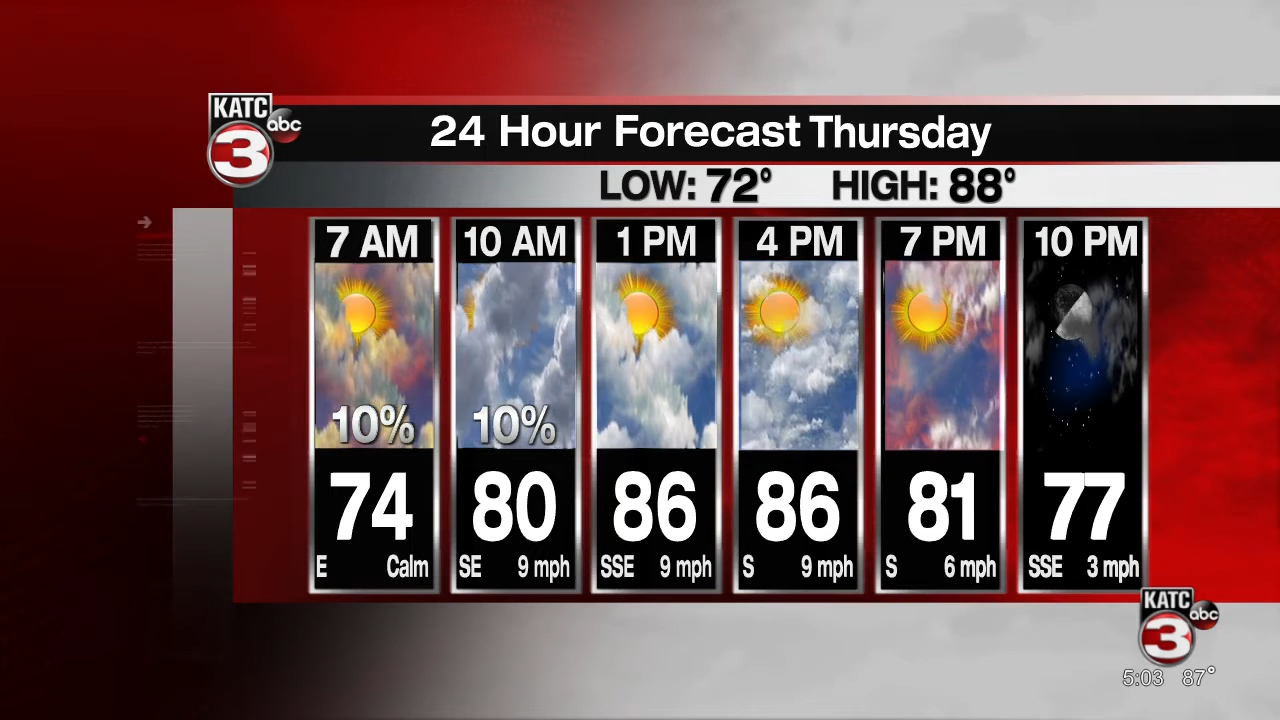 KATC
abc
3
24 Hour Forecast Thursday
LOW: 72° HIGH: 88°
7 AM 10 AM 1 PM 4 PM 7 PM 10 PM
10% 10%
74 80 86 86 81 77
E Calm SE 9 mph SSE 9 mph S 9 mph S 6 mph SSE 3 mph
KATC
abc
3
5:03 87°